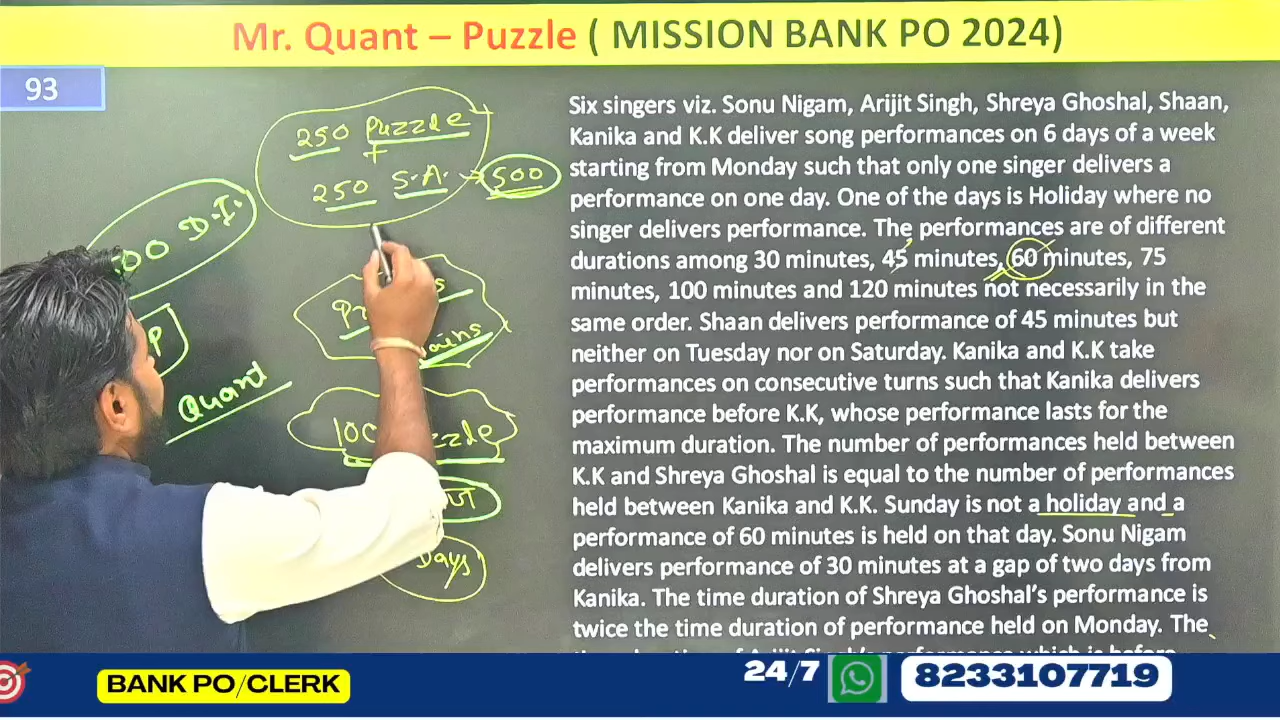 Mr. Quant – Puzzle ( MISSION BANK PO 2024)
93
250 Puzzle
+
250 S.A. → 500
00 D.I.
P
Quant
100 zzle
Days
Six singers viz. Sonu Nigam, Arijit Singh, Shreya Ghoshal, Shaan,
Kanika and K.K deliver song performances on 6 days of a week
starting from Monday such that only one singer delivers a
performance on one day. One of the days is Holiday where no
singer delivers performance. The performances are of different
durations among 30 minutes, 45 minutes, 60 minutes, 75
minutes, 100 minutes and 120 minutes not necessarily in the
same order. Shaan delivers performance of 45 minutes but
neither on Tuesday nor on Saturday. Kanika and K.K take
performances on consecutive turns such that Kanika delivers
performance before K.K, whose performance lasts for the
maximum duration. The number of performances held between
K.K and Shreya Ghoshal is equal to the number of performances
held between Kanika and K.K. Sunday is not a holiday and a
performance of 60 minutes is held on that day. Sonu Nigam
delivers performance of 30 minutes at a gap of two days from
Kanika. The time duration of Shreya Ghoshal's performance is
twice the time duration of performance held on Monday. The
BANK PO/CLERK
24/7
8233107719